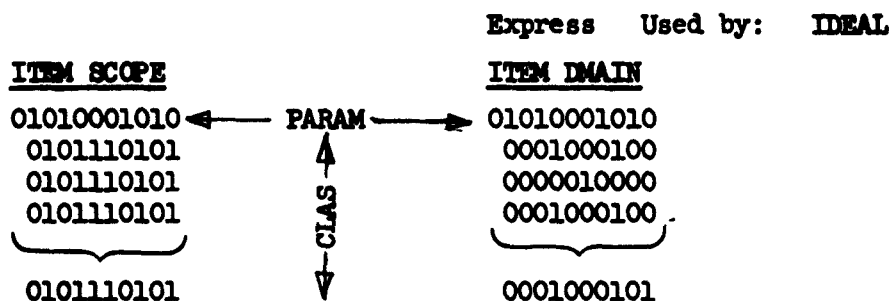 Express Used by: IDEAL
ITEM SCOPE ITEM DMAIN
01010001010 PARAM 01010001010
0101110101 0001000100
0101110101 0000010000
0101110101 0001000100
CLAS
0101110101 0001000101